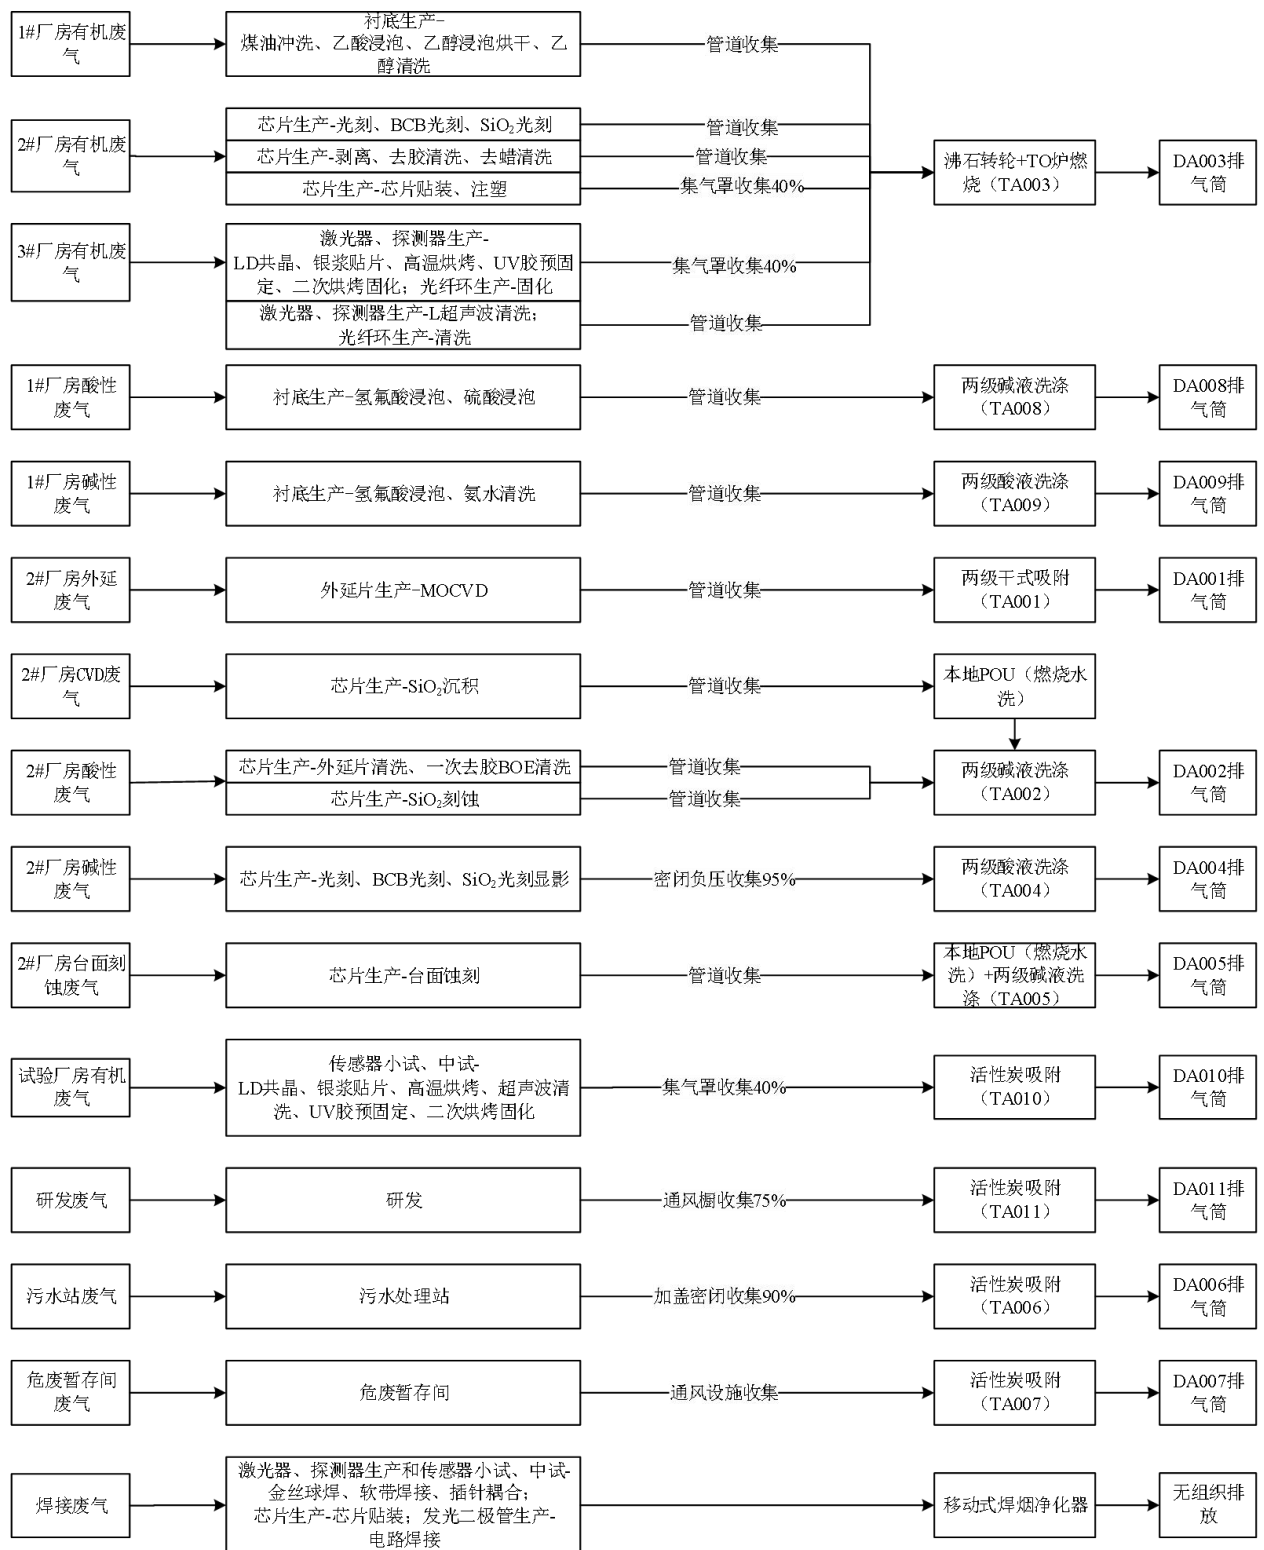 1#厂房有机废
气
衬底生产-
煤油冲洗、乙酸浸泡、乙醇浸泡烘干、乙
醇清洗
管道收集
2#厂房有机废
气
芯片生产-光刻、BCB光刻、SiO₂光刻
管道收集
芯片生产-剥离、去胶清洗、去蜡清洗
管道收集
芯片生产-芯片贴装、注塑
集气罩收集40%
沸石转轮+TO炉燃
烧（TA003）
DA003排
气筒
3#厂房有机废
气
激光器、探测器生产-
LD共晶、银浆贴片、高温烘烤、UV胶预固
定、二次烘烤固化；光纤环生产-固化
集气罩收集40%
激光器、探测器生产-L超声波清洗；
光纤环生产-清洗
管道收集
1#厂房酸性
废气
衬底生产-氢氟酸浸泡、硫酸浸泡
管道收集
两级碱液洗涤
（TA008）
DA008排
气筒
1#厂房碱性
废气
衬底生产-氢氟酸浸泡、氨水清洗
管道收集
两级酸液洗涤
（TA009）
DA009排
气筒
2#厂房外延
废气
外延片生产-MOCVD
管道收集
两级干式吸附
（TA001）
DA001排
气筒
2#厂房CVD废
气
芯片生产-SiO₂沉积
管道收集
本地POU（燃烧水
洗）
2#厂房酸性
废气
芯片生产-外延片清洗、一次去胶BOE清洗
管道收集
芯片生产-SiO₂刻蚀
管道收集
两级碱液洗涤
（TA002）
DA002排
气筒
2#厂房碱性
废气
芯片生产-光刻、BCB光刻、SiO₂光刻显影
密闭负压收集95%
两级酸液洗涤
（TA004）
DA004排
气筒
2#厂房台面刻
蚀废气
芯片生产-台面蚀刻
管道收集
本地POU（燃烧水
洗）+两级碱液洗
涤（TA005）
DA005排
气筒
试验厂房有机
废气
传感器小试、中试-
LD共晶、银浆贴片、高温烘烤、超声波清
洗、UV胶预固定、二次烘烤固化
集气罩收集40%
活性炭吸附
（TA010）
DA010排
气筒
研发废气
研发
通风橱收集75%
活性炭吸附
（TA011）
DA011排
气筒
污水站废气
污水处理站
加盖密闭收集90%
活性炭吸附
（TA006）
DA006排
气筒
危废暂存间
废气
危废暂存间
通风设施收集
活性炭吸附
（TA007）
DA007排
气筒
焊接废气
激光器、探测器生产和传感器小试、中试-
金丝球焊、软带焊接、插针耦合；
芯片生产-芯片贴装；发光二极管生产-
电路焊接
移动式焊烟净化器
无组织排
放